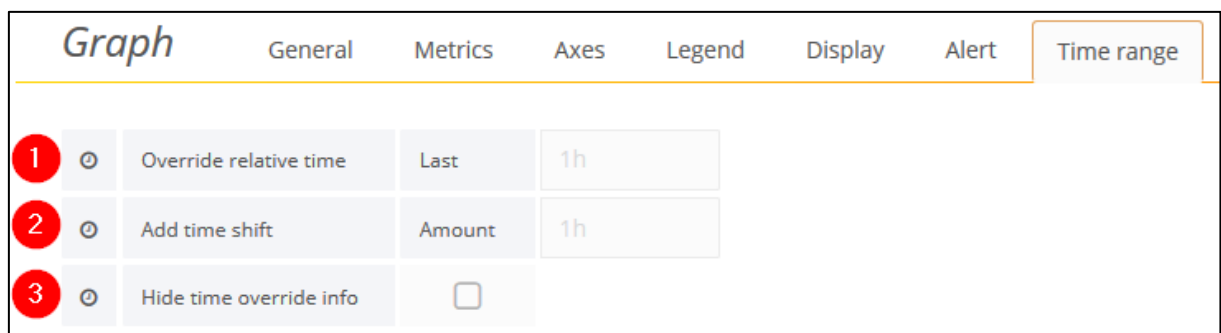 Graph General Metrics Axes Legend Display Alert Time range
1 Override relative time Last 1h
2 Add time shift Amount 1h
3 Hide time override info